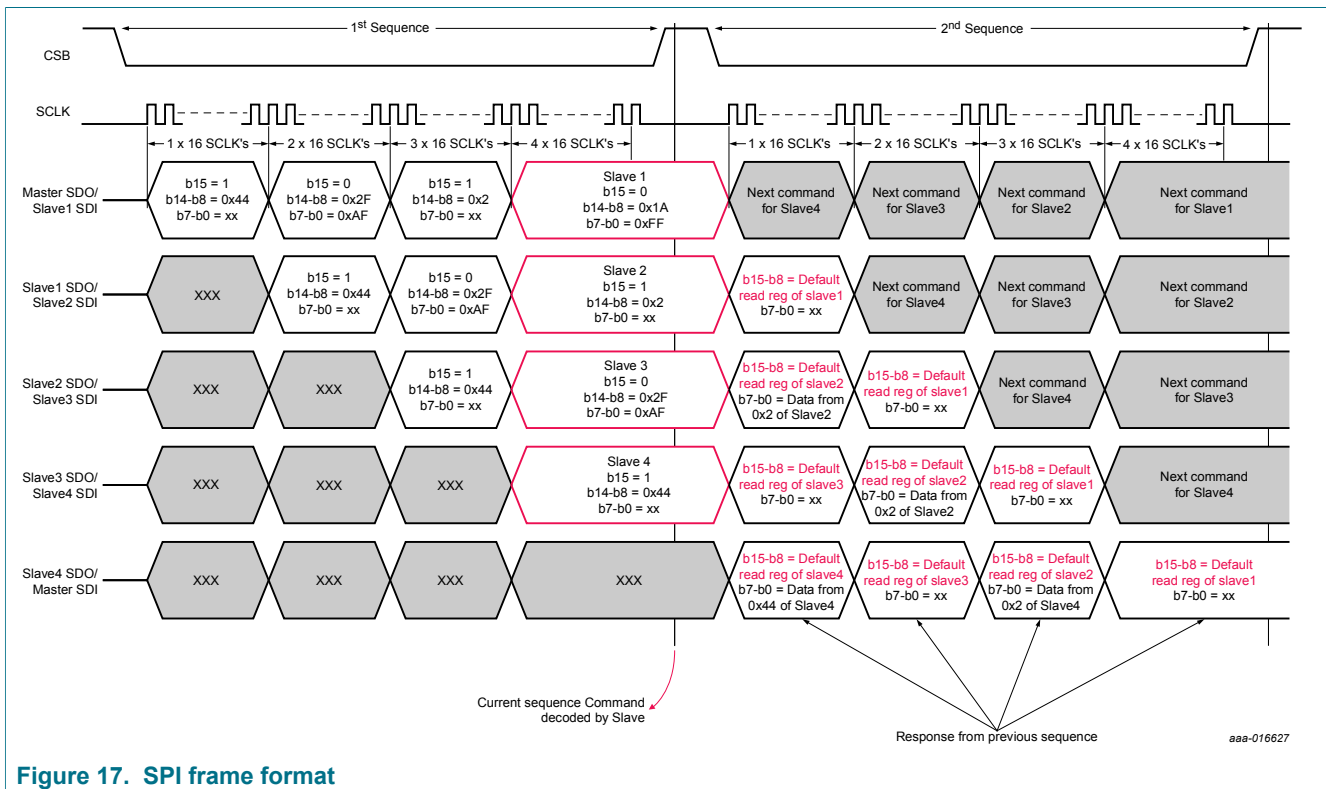 1st Sequence
2nd Sequence
CSB
SCLK
1 x 16 SCLK's
2 x 16 SCLK's
3 x 16 SCLK's
4 x 16 SCLK's
1 x 16 SCLK's
2 x 16 SCLK's
3 x 16 SCLK's
4 x 16 SCLK's
Master SDO/
Slave1 SDI
b15 = 1
b14-b8 = 0x44
b7-b0 = xx
b15 = 0
b14-b8 = 0x2F
b7-b0 = 0xAF
b15 = 1
b14-b8 = 0x2
b7-b0 = xx
Slave 1
b15 = 0
b14-b8 = 0x1A
b7-b0 = 0xFF
Next command
for Slave4
Next command
for Slave3
Next command
for Slave2
Next command
for Slave1
Slave1 SDO/
Slave2 SDI
XXX
b15 = 1
b14-b8 = 0x44
b7-b0 = xx
b15 = 0
b14-b8 = 0x2F
b7-b0 = 0xAF
Slave 2
b15 = 1
b14-b8 = 0x2
b7-b0 = xx
b15-b8 = Default
read reg of slave1
b7-b0 = xx
Next command
for Slave4
Next command
for Slave3
Next command
for Slave2
Slave2 SDO/
Slave3 SDI
XXX
XXX
b15 = 1
b14-b8 = 0x44
b7-b0 = xx
Slave 3
b15 = 0
b14-b8 = 0x2F
b7-b0 = 0xAF
b15-b8 = Default
read reg of slave2
b7-b0 = Data from
0x2 of Slave2
b15-b8 = Default
read reg of slave1
b7-b0 = xx
Next command
for Slave4
Next command
for Slave3
Slave3 SDO/
Slave4 SDI
XXX
XXX
XXX
Slave 4
b15 = 1
b14-b8 = 0x44
b7-b0 = xx
b15-b8 = Default
read reg of slave3
b7-b0 = xx
b15-b8 = Default
read reg of slave2
b7-b0 = Data from
0x2 of Slave2
b15-b8 = Default
read reg of slave1
b7-b0 = xx
Next command
for Slave4
Slave4 SDO/
Master SDI
XXX
XXX
XXX
XXX
b15-b8 = Default
read reg of slave4
b7-b0 = Data from
0x44 of Slave4
b15-b8 = Default
read reg of slave3
b7-b0 = xx
b15-b8 = Default
read reg of slave2
b7-b0 = Data from
0x2 of Slave4
b15-b8 = Default
read reg of slave1
b7-b0 = xx
Current sequence Command
decoded by Slave
Response from previous sequence
aaa-016627
Figure 17. SPI frame format